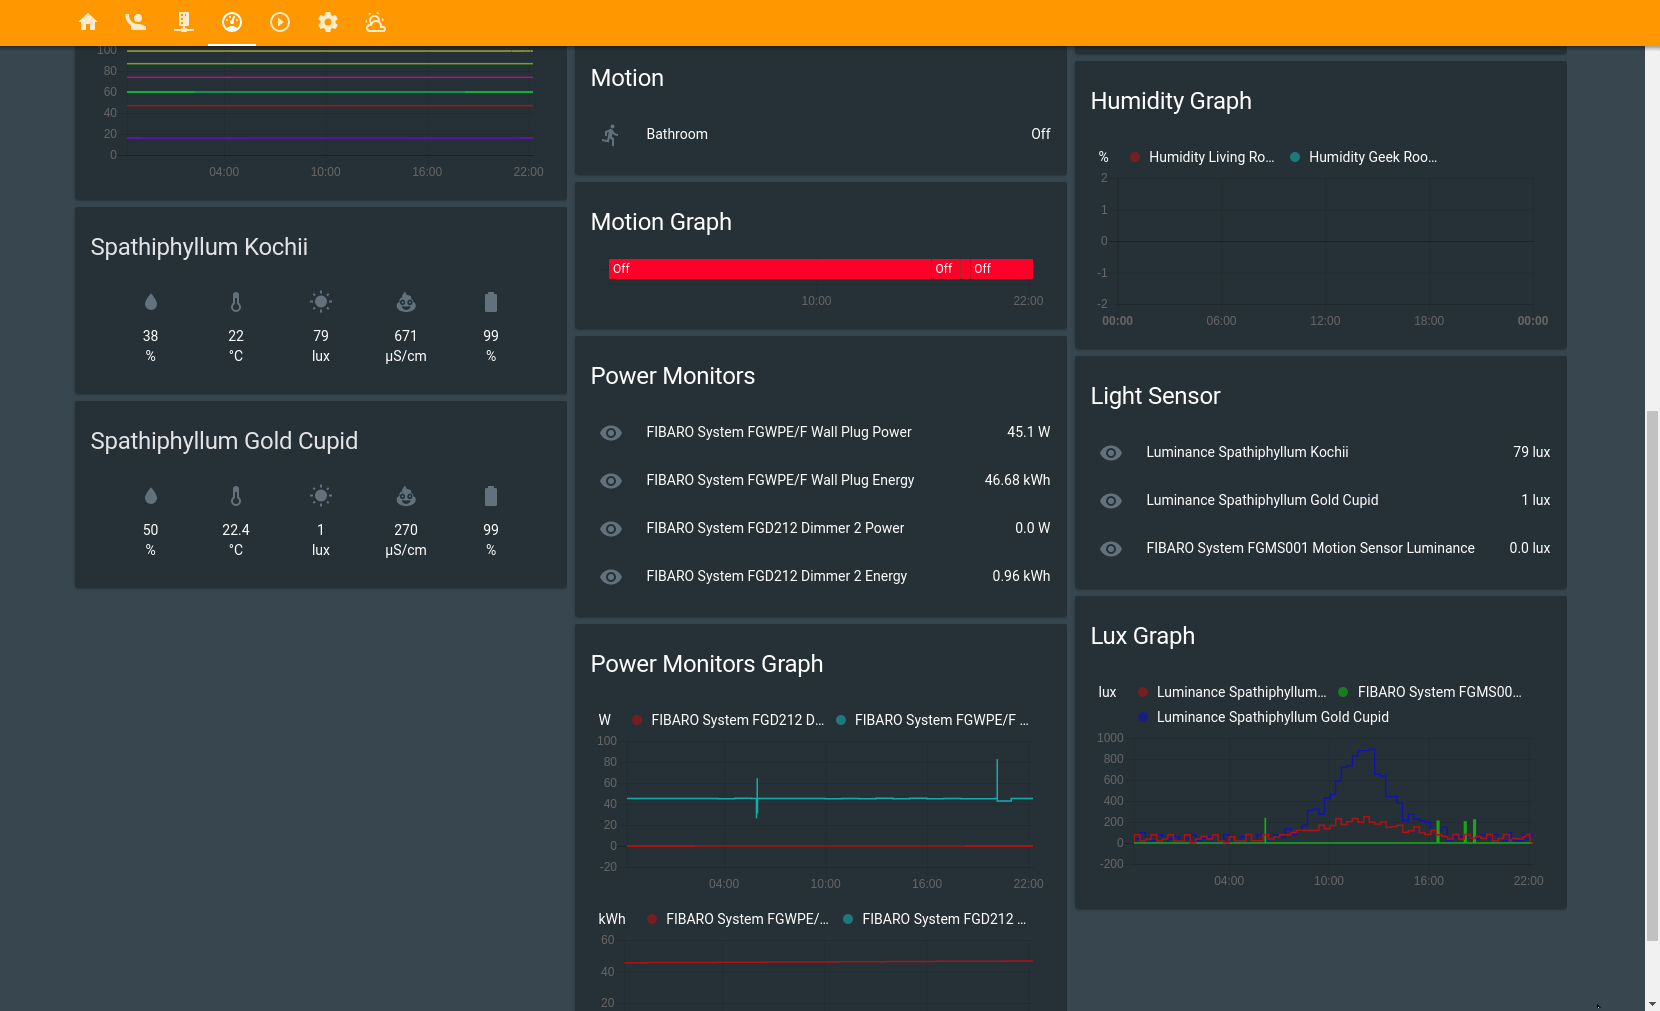 100
80
60
40
20
0
04:00 10:00 16:00 22:00
Spathiphyllum Kochii
38 22 79 671 99
% °C lux µS/cm %
Spathiphyllum Gold Cupid
50 22.4 1 270 99
% °C lux µS/cm %
Motion
Bathroom Off
Motion Graph
Off Off Off
10:00 22:00
Power Monitors
FIBARO System FGWPE/F Wall Plug Power 45.1 W
FIBARO System FGWPE/F Wall Plug Energy 46.68 kWh
FIBARO System FGD212 Dimmer 2 Power 0.0 W
FIBARO System FGD212 Dimmer 2 Energy 0.96 kWh
Power Monitors Graph
W FIBARO System FGD212 D... FIBARO System FGWPE/F ...
100
80
60
40
20
0
-20
04:00 10:00 16:00 22:00
kWh FIBARO System FGWPE/... FIBARO System FGD212 ...
60
40
20
Humidity Graph
% Humidity Living Ro... Humidity Geek Roo...
2
1
0
-1
-2
00:00 06:00 12:00 18:00 00:00
Light Sensor
Luminance Spathiphyllum Kochii 79 lux
Luminance Spathiphyllum Gold Cupid 1 lux
FIBARO System FGMS001 Motion Sensor Luminance 0.0 lux
Lux Graph
lux Luminance Spathiphyllum... FIBARO System FGMS00...
Luminance Spathiphyllum Gold Cupid
1000
800
600
400
200
0
-200
04:00 10:00 16:00 22:00